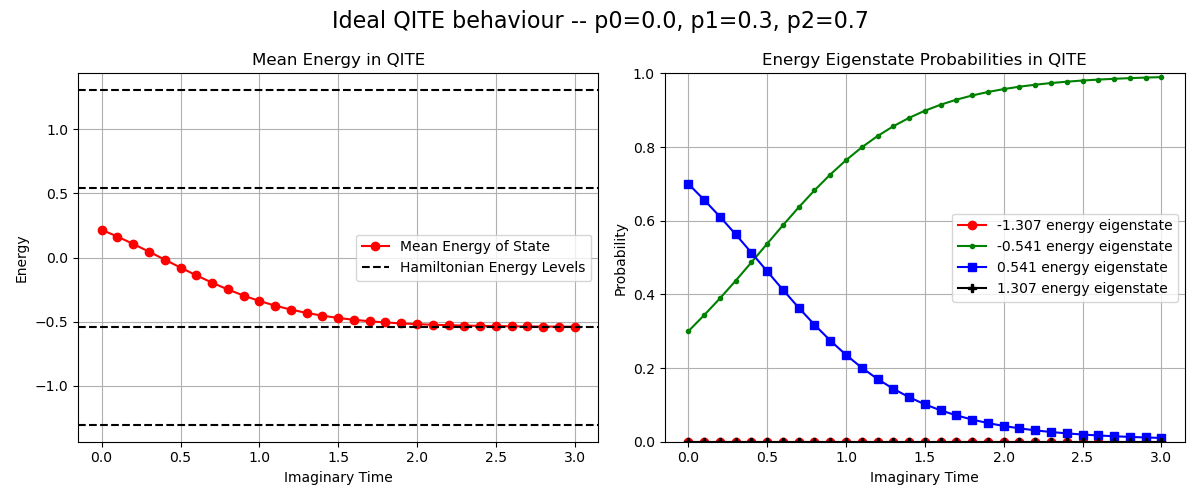 Ideal QITE behaviour -- p0=0.0, p1=0.3, p2=0.7
Mean Energy in QITE
Energy
1.0
0.5
0.0
−0.5
−1.0
Mean Energy of State
Hamiltonian Energy Levels
0.0 0.5 1.0 1.5 2.0 2.5 3.0
Imaginary Time
Energy Eigenstate Probabilities in QITE
Probability
1.0
0.8
0.6
0.4
0.2
0.0
-1.307 energy eigenstate
-0.541 energy eigenstate
0.541 energy eigenstate
1.307 energy eigenstate
0.0 0.5 1.0 1.5 2.0 2.5 3.0
Imaginary Time